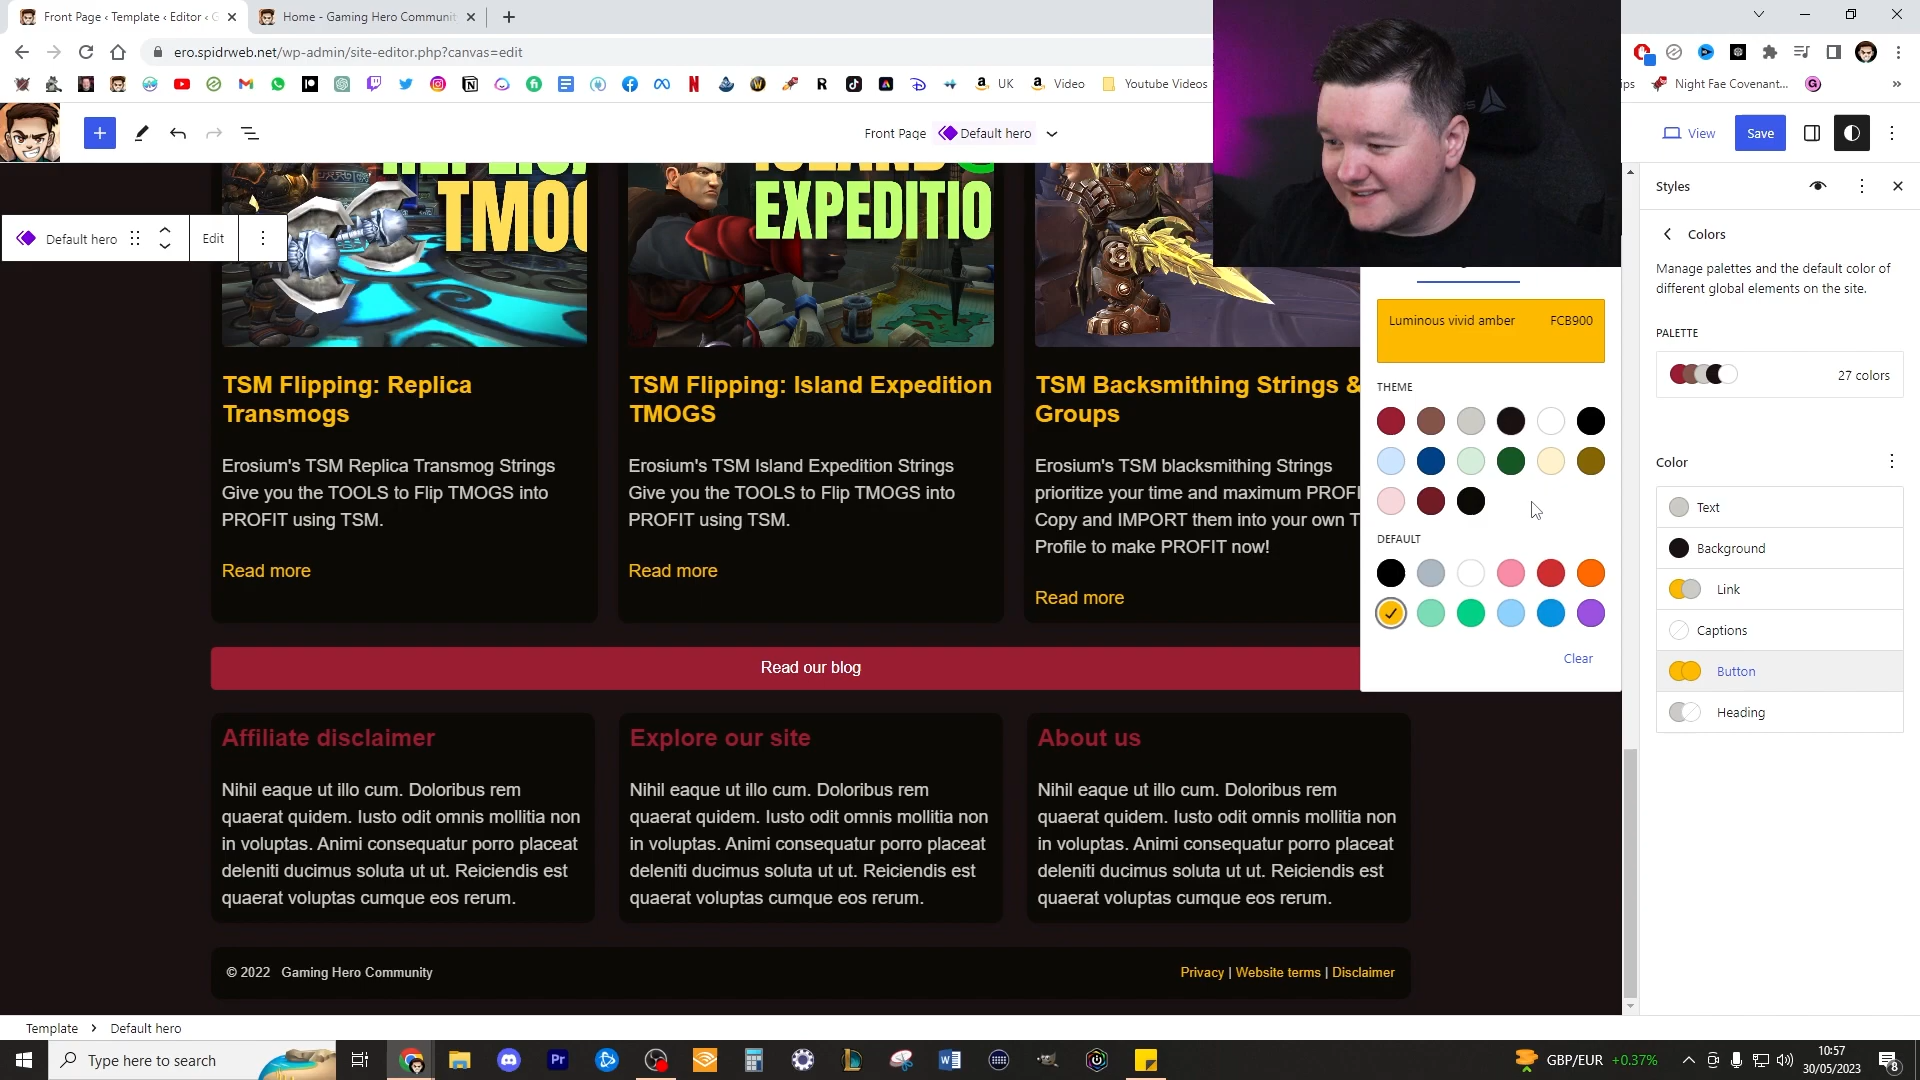 Front Page ‹ Template ‹ Editor ‹ G
Home - Gaming Hero Communit
ero.spidrweb.net/wp-admin/site-editor.php?canvas=edit
UK
Video
Youtube Videos
ips
Night Fae Covenant...
Front Page
Default hero
View
Save
Default hero
Edit
TMO
ISLAND
EXPEDITIO
Styles
Colors
Manage palettes and the default color of
different global elements on the site.
PALETTE
27 colors
Color
Text
Background
Link
Captions
Button
Heading
Luminous vivid amber
FCB900
THEME
DEFAULT
Clear
TSM Flipping: Replica
Transmogs
Erosium's TSM Replica Transmog Strings
Give you the TOOLS to Flip TMOGS into
PROFIT using TSM.
Read more
TSM Flipping: Island Expedition
TMOGS
Erosium's TSM Island Expedition Strings
Give you the TOOLS to Flip TMOGS into
PROFIT using TSM.
Read more
TSM Backsmithing Strings &
Groups
Erosium's TSM blacksmithing Strings
prioritize your time and maximum PROFI
Copy and IMPORT them into your own T
Profile to make PROFIT now!
Read more
Read our blog
Affiliate disclaimer
Nihil eaque ut illo cum. Doloribus rem
quaerat quidem. Iusto odit omnis mollitia non
in voluptas. Animi consequatur porro placeat
deleniti ducimus soluta ut ut. Reiciendis est
quaerat voluptas cumque eos rerum.
Explore our site
Nihil eaque ut illo cum. Doloribus rem
quaerat quidem. Iusto odit omnis mollitia non
in voluptas. Animi consequatur porro placeat
deleniti ducimus soluta ut ut. Reiciendis est
quaerat voluptas cumque eos rerum.
About us
Nihil eaque ut illo cum. Doloribus rem
quaerat quidem. Iusto odit omnis mollitia non
in voluptas. Animi consequatur porro placeat
deleniti ducimus soluta ut ut. Reiciendis est
quaerat voluptas cumque eos rerum.
© 2022 Gaming Hero Community
Privacy | Website terms | Disclaimer
Template
Default hero
Type here to search
GBP/EUR +0.37%
10:57
30/05/2023
8